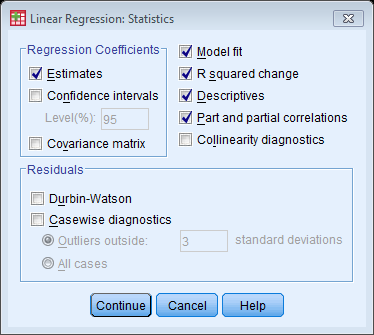 Linear Regression: Statistics
Regression Coefficients
Estimates
Confidence intervals
Level(%): 95
Covariance matrix
Model fit
R squared change
Descriptives
Part and partial correlations
Collinearity diagnostics
Residuals
Durbin-Watson
Casewise diagnostics
Outliers outside: 3 standard deviations
All cases
Continue Cancel Help